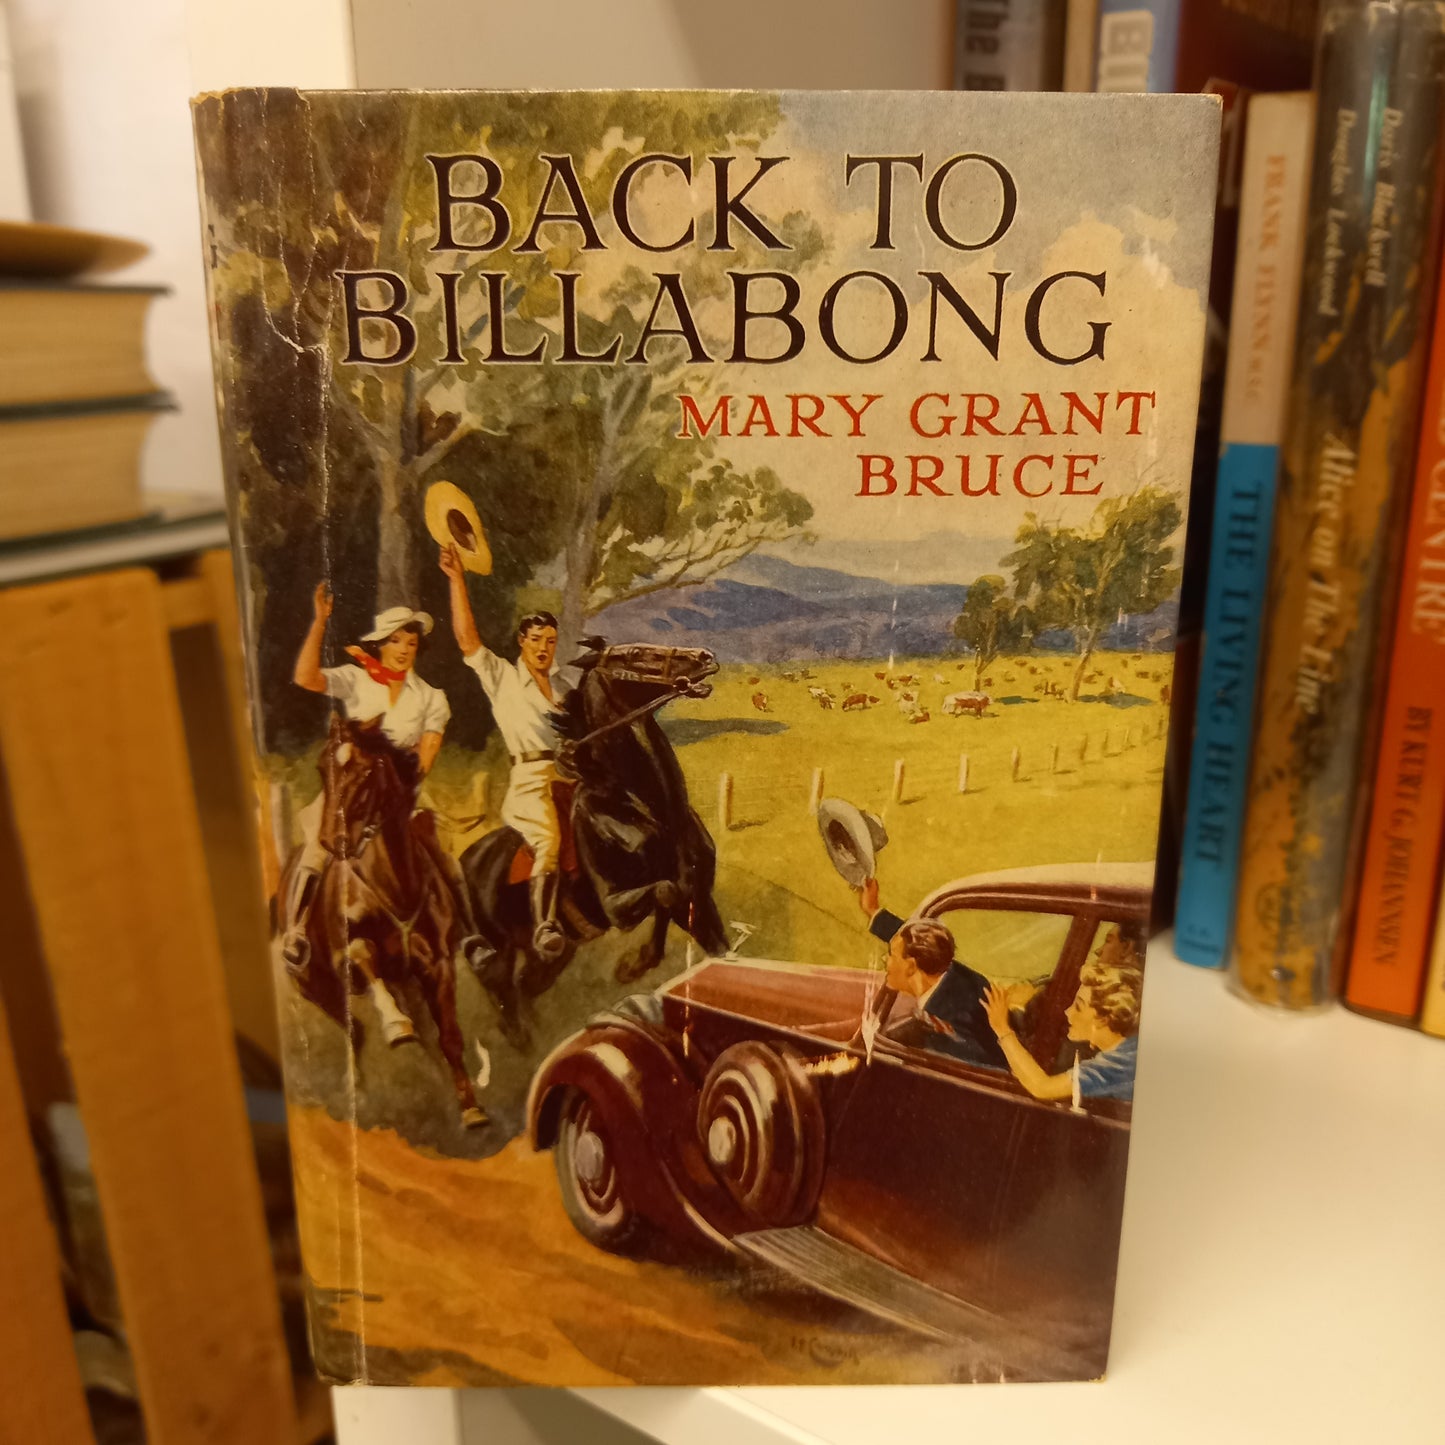 BACK TO
BILLABONG
MARY GRANT
BRUCE
FRANK FLYNN M.S.C.
THE LIVING HEART
Doris Blackwell
Douglas Lockwood
Alice on The Line
BY KURT G. JOHANNSEN